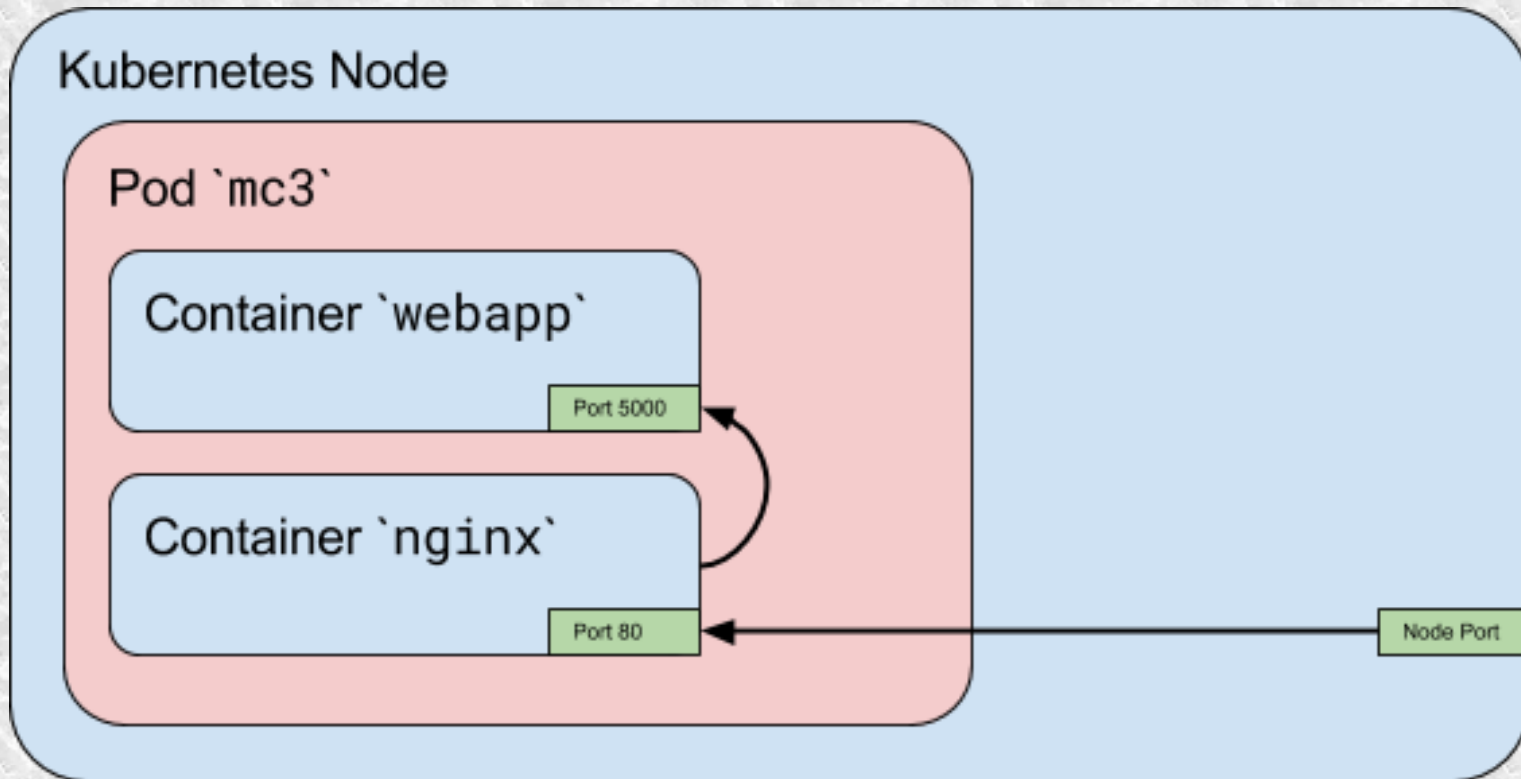 Kubernetes Node
Pod `mc3`
Container `webapp`
Port 5000
Container `nginx`
Port 80
Node Port